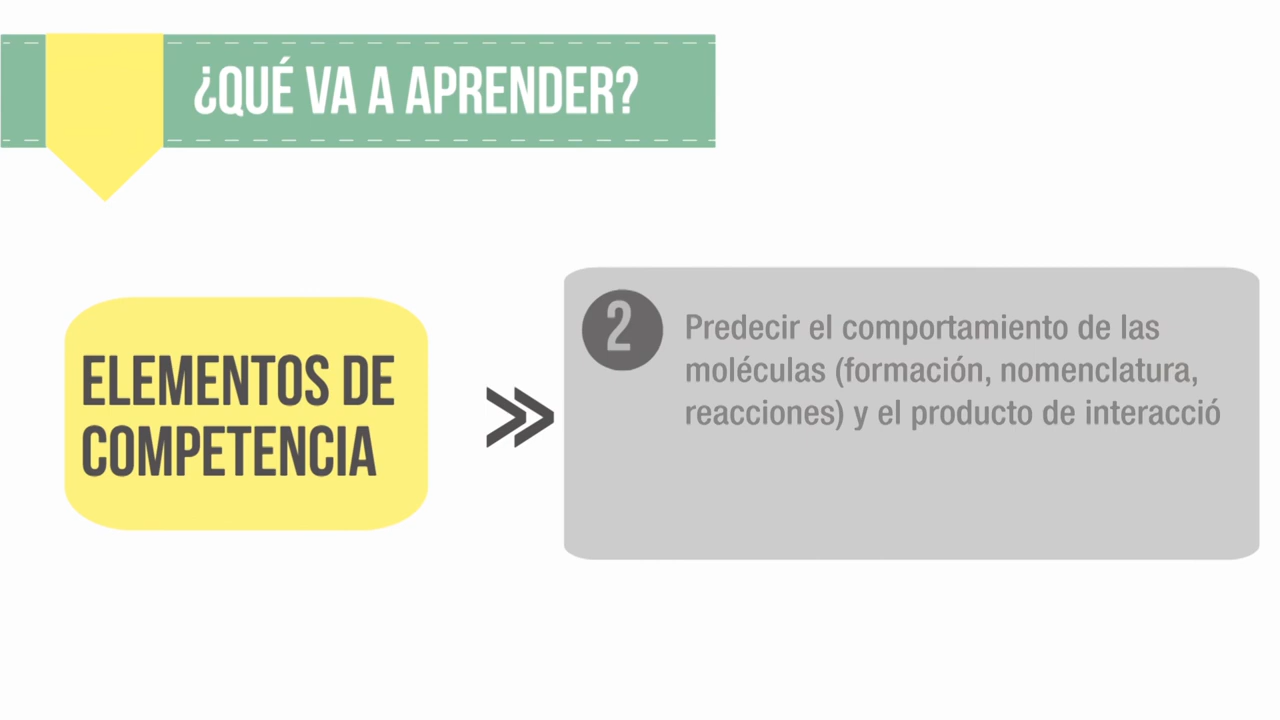 ¿QUÉ VA A APRENDER?
ELEMENTOS DE
COMPETENCIA
2
Predecir el comportamiento de las
moléculas (formación, nomenclatura,
reacciones) y el producto de interacció